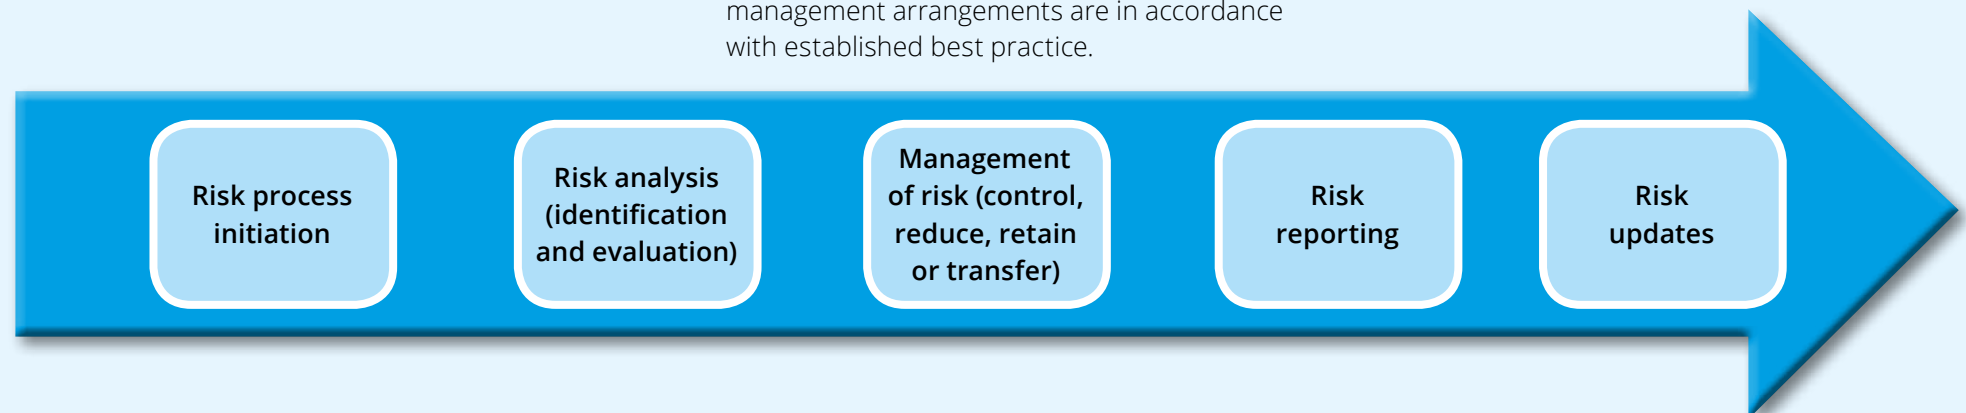 management arrangements are in accordance
with established best practice.
Risk process
initiation
Risk analysis
(identification
and evaluation)
Management
of risk (control,
reduce, retain
or transfer)
Risk
reporting
Risk
updates